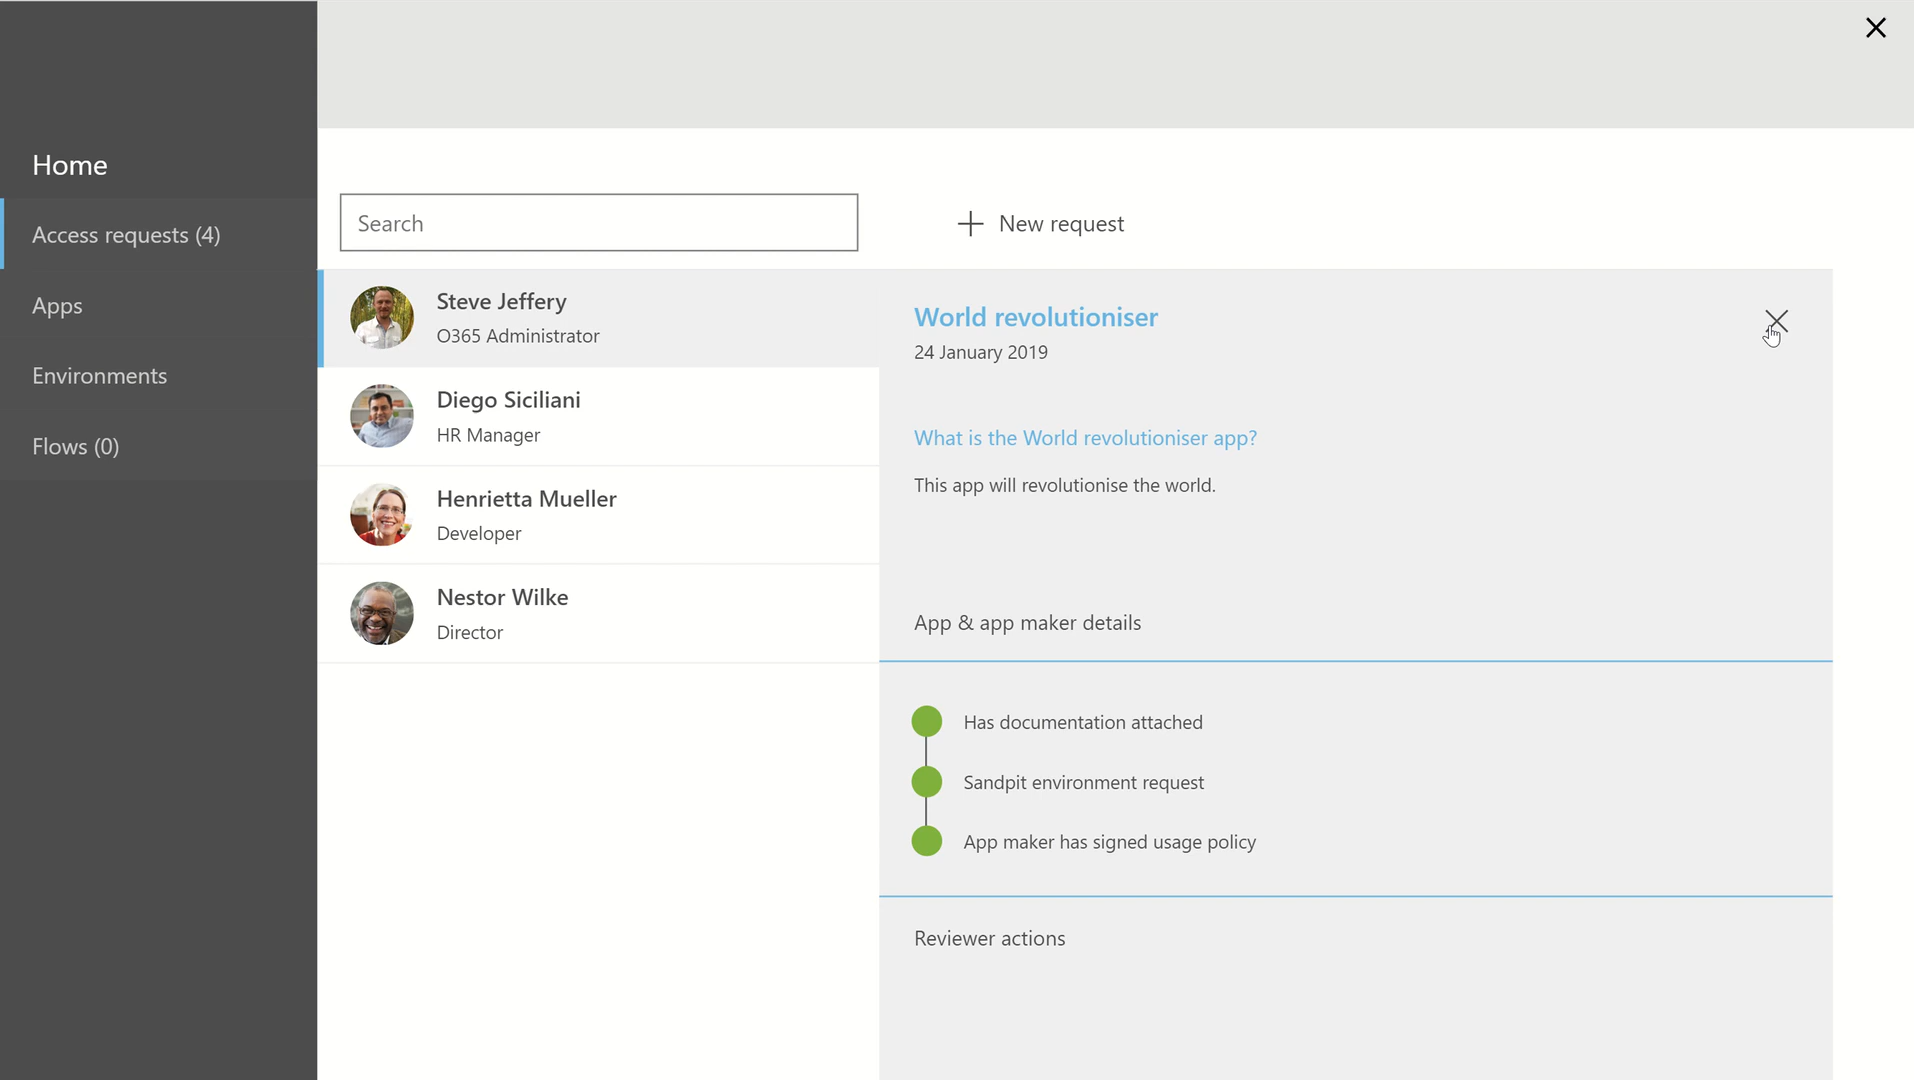 Home
Access requests (4)
Apps
Environments
Flows (0)
Search
New request
Steve Jeffery
O365 Administrator
Diego Siciliani
HR Manager
Henrietta Mueller
Developer
Nestor Wilke
Director
World revolutioniser
24 January 2019
What is the World revolutioniser app?
This app will revolutionise the world.
App & app maker details
Has documentation attached
Sandpit environment request
App maker has signed usage policy
Reviewer actions